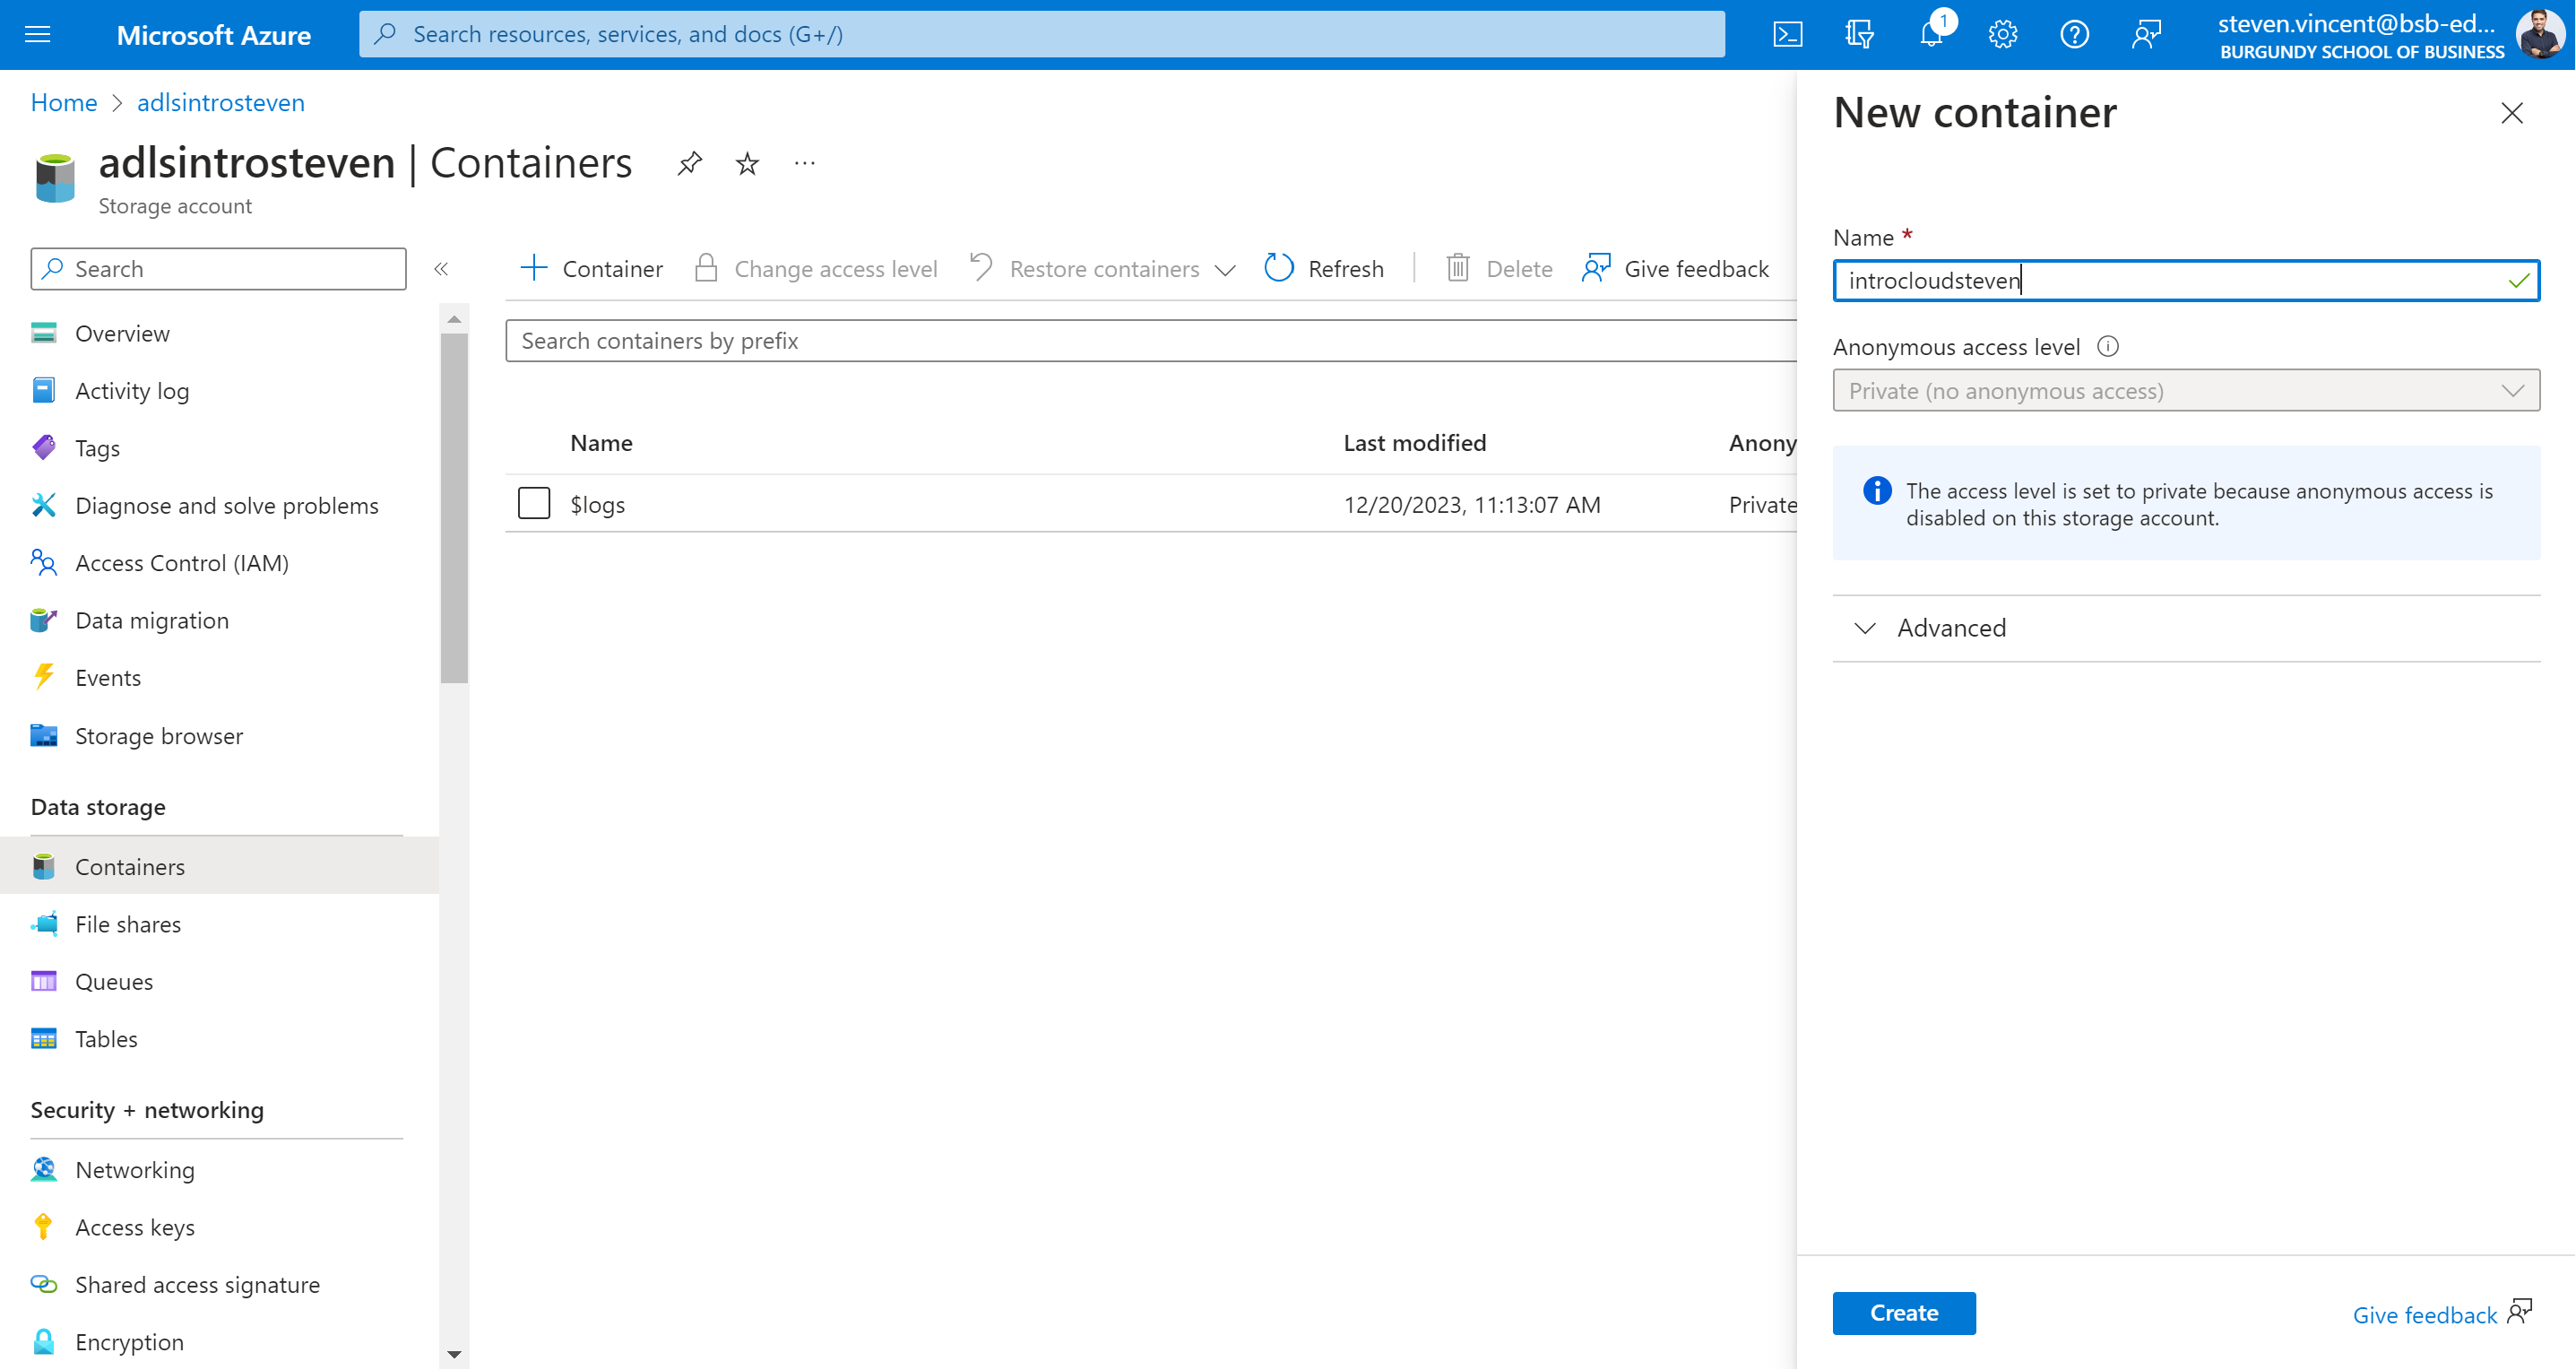 Microsoft Azure
Search resources, services, and docs (G+/)
1
steven.vincent@bsb-ed...
BURGUNDY SCHOOL OF BUSINESS
Home > adlsintrosteven
adlsintrosteven | Containers
...
Storage account
Search
«
Overview
Activity log
Tags
Diagnose and solve problems
Access Control (IAM)
Data migration
Events
Storage browser
Data storage
Containers
File shares
Queues
Tables
Security + networking
Networking
Access keys
Shared access signature
Encryption
Container
Change access level
Restore containers
Refresh
Delete
Give feedback
Search containers by prefix
Name Last modified Anony
$logs 12/20/2023, 11:13:07 AM Private
New container
Name *
introcloudsteven
Anonymous access level
Private (no anonymous access)
The access level is set to private because anonymous access is
disabled on this storage account.
Advanced
Create
Give feedback